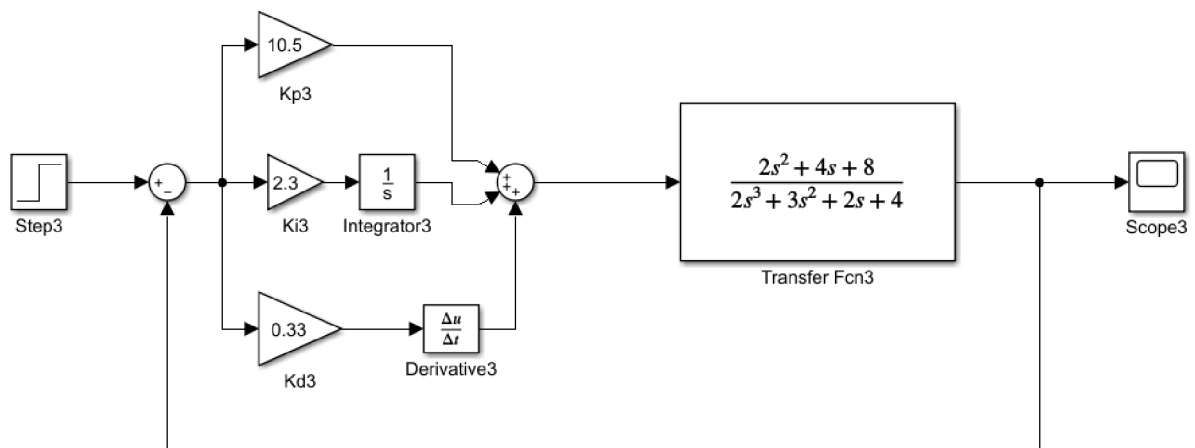 10.5
Kp3
+
−
Step3
2.3
Ki3
1
s
Integrator3
+
+
+
2s² + 4s + 8
2s³ + 3s² + 2s + 4
Transfer Fcn3
Scope3
0.33
Kd3
Δu
Δt
Derivative3